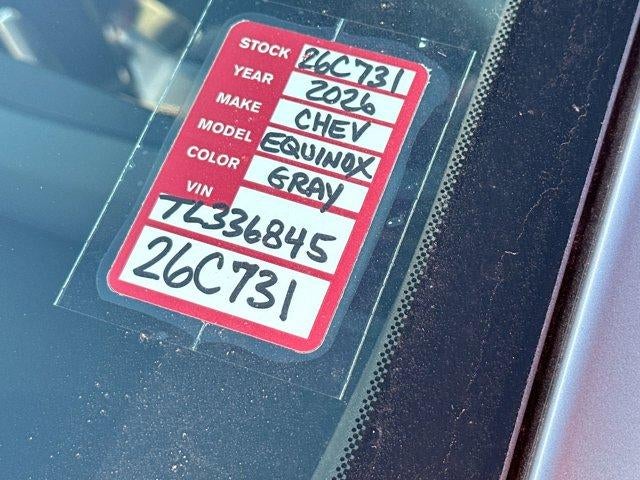 STOCK 26C731
YEAR 2026
MAKE CHEV
MODEL EQUINOX
COLOR GRAY
VIN
TL336845
26C731